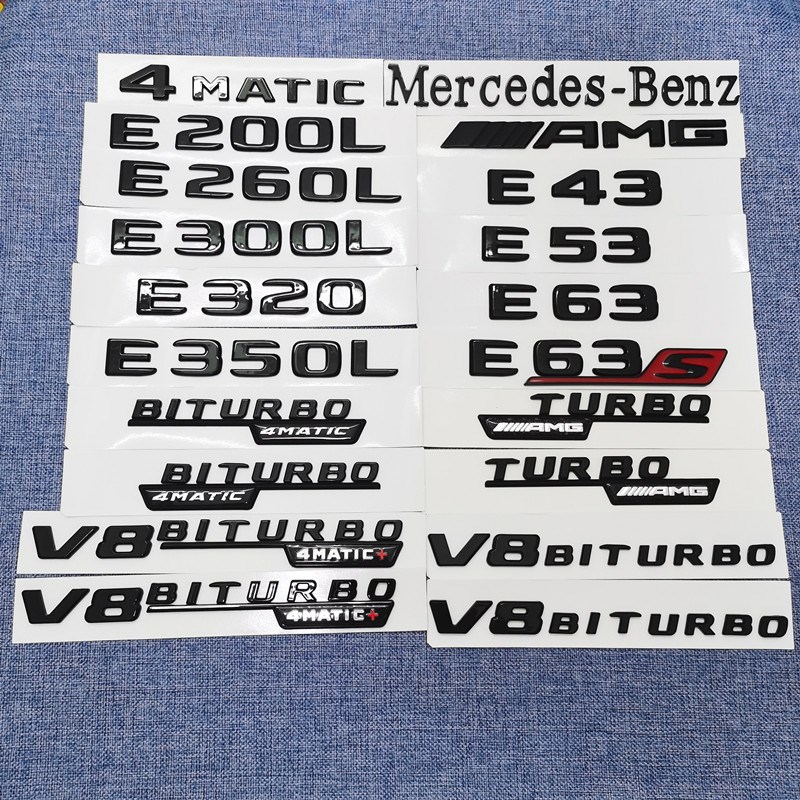 4 MATIC
Mercedes-Benz
E 200L
AMG
E 260L
E 43
E 300L
E 53
E 320
E 63
E 350L
E 63 S
BITURBO
4MATIC
TURBO
AMG
BITURBO
4MATIC
TURBO
AMG
V8 BITURBO
4MATIC+
V8 BITURBO
V8 BITURBO
4MATIC+
V8 BITURBO